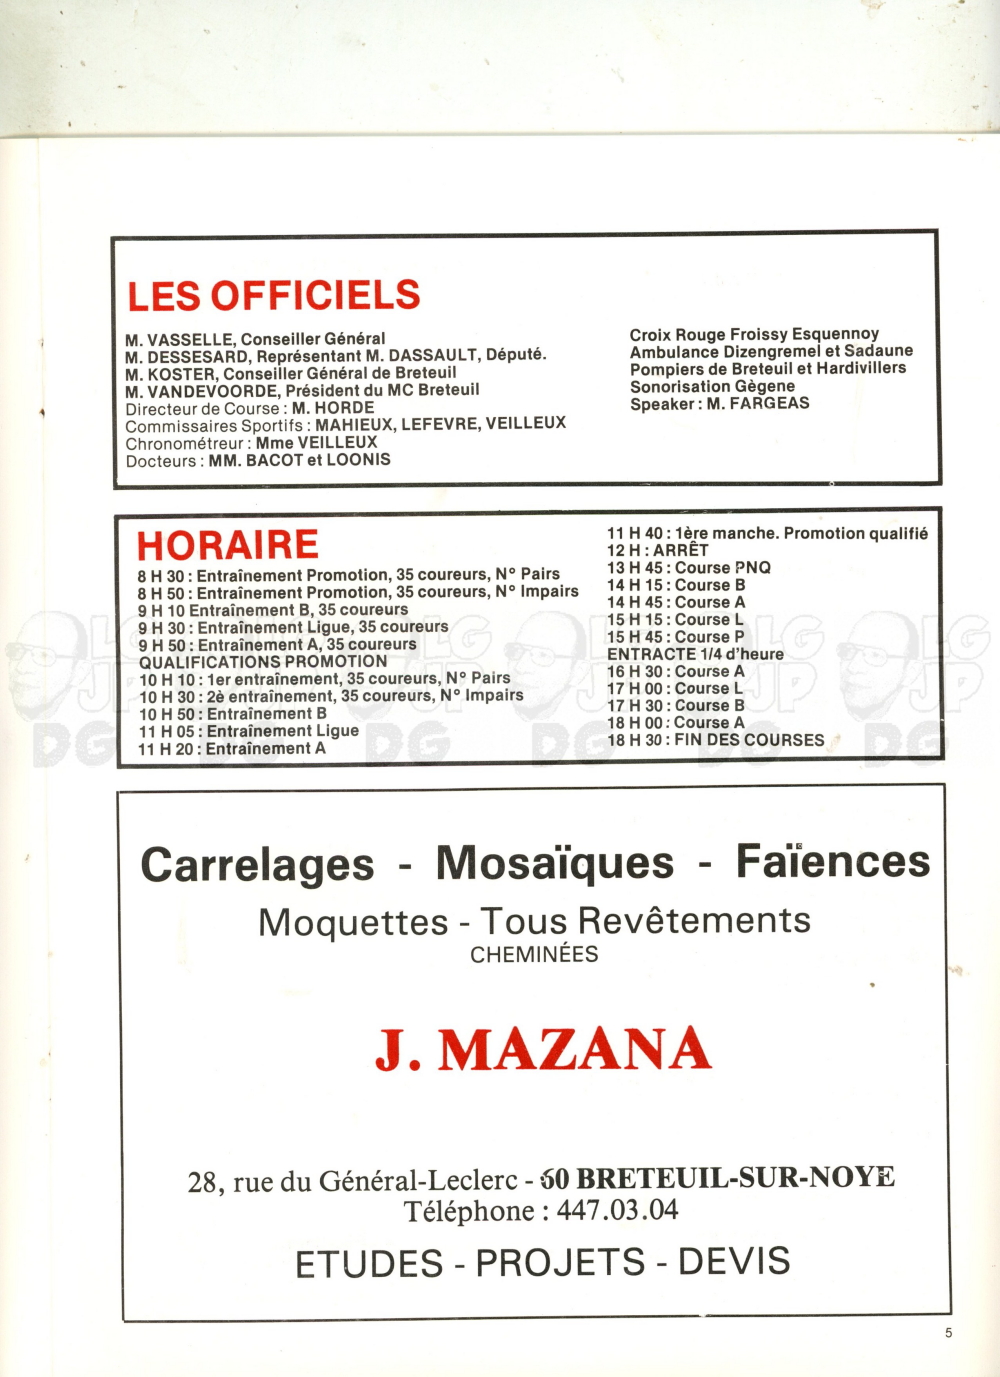 LES OFFICIELS
M. VASSELLE, Conseiller Général
M. DESSESARD, Représentant M. DASSAULT, Député.
M. KOSTER, Conseiller Général de Breteuil
M. VANDEVOORDE, Président du MC Breteuil
Directeur de Course : M. HORDE
Commissaires Sportifs : MAHIEUX, LEFEVRE, VEILLEUX
Chronométreur : Mme VEILLEUX
Docteurs : MM. BACOT et LOONIS
Croix Rouge Froissy Esquennoy
Ambulance Dizengremel et Sadaune
Pompiers de Breteuil et Hardivillers
Sonorisation Gègene
Speaker : M. FARGEAS
HORAIRE
8 H 30 : Entraînement Promotion, 35 coureurs, N° Pairs
8 H 50 : Entraînement Promotion, 35 coureurs, N° Impairs
9 H 10 Entraînement B, 35 coureurs
9 H 30 : Entraînement Ligue, 35 coureurs
9 H 50 : Entraînement A, 35 coureurs
QUALIFICATIONS PROMOTION
10 H 10 : 1er entraînement, 35 coureurs, N° Pairs
10 H 30 : 2è entraînement, 35 coureurs, N° Impairs
10 H 50 : Entraînement B
11 H 05 : Entraînement Ligue
11 H 20 : Entraînement A
11 H 40 : 1ère manche. Promotion qualifié
12 H : ARRÊT
13 H 45 : Course PNQ
14 H 15 : Course B
14 H 45 : Course A
15 H 15 : Course L
15 H 45 : Course P
ENTRACTE 1/4 d'heure
16 H 30 : Course A
17 H 00 : Course L
17 H 30 : Course B
18 H 00 : Course A
18 H 30 : FIN DES COURSES
LG JP DG
Carrelages - Mosaïques - Faïences
Moquettes - Tous Revêtements
CHEMINÉES
J. MAZANA
28, rue du Général-Leclerc - 60 BRETEUIL-SUR-NOYE
Téléphone : 447.03.04
ETUDES - PROJETS - DEVIS
5